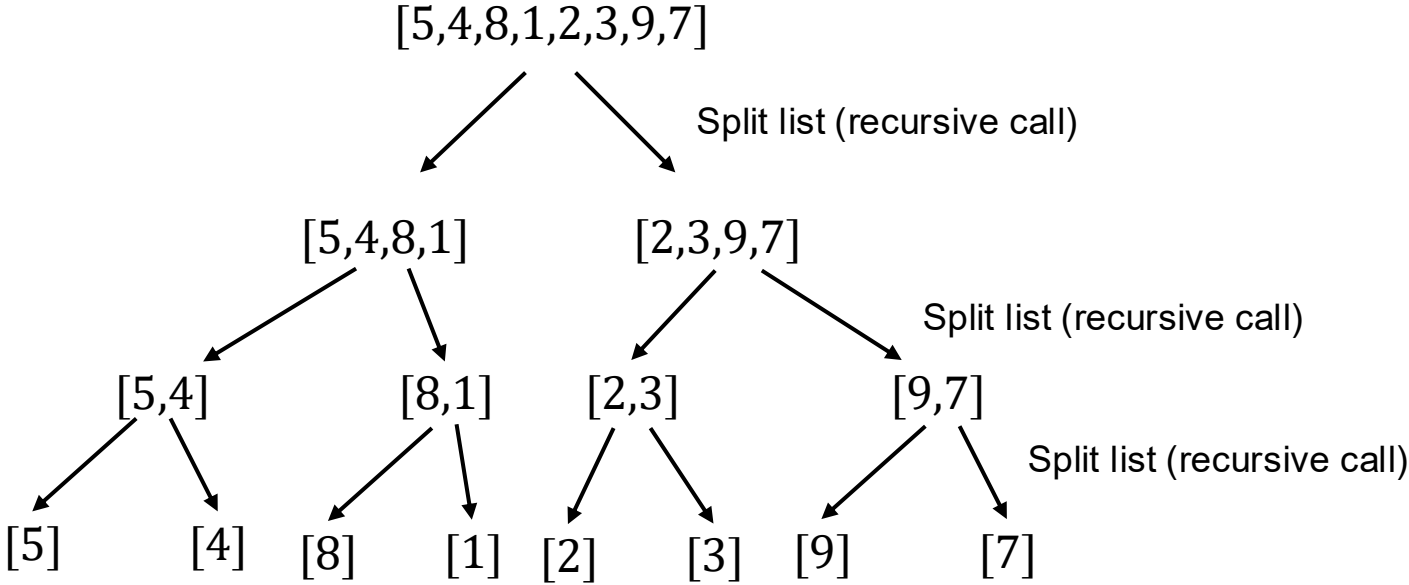 [5,4,8,1,2,3,9,7]
Split list (recursive call)
[5,4,8,1] [2,3,9,7]
Split list (recursive call)
[5,4] [8,1] [2,3] [9,7]
Split list (recursive call)
[5] [4] [8] [1] [2] [3] [9] [7]